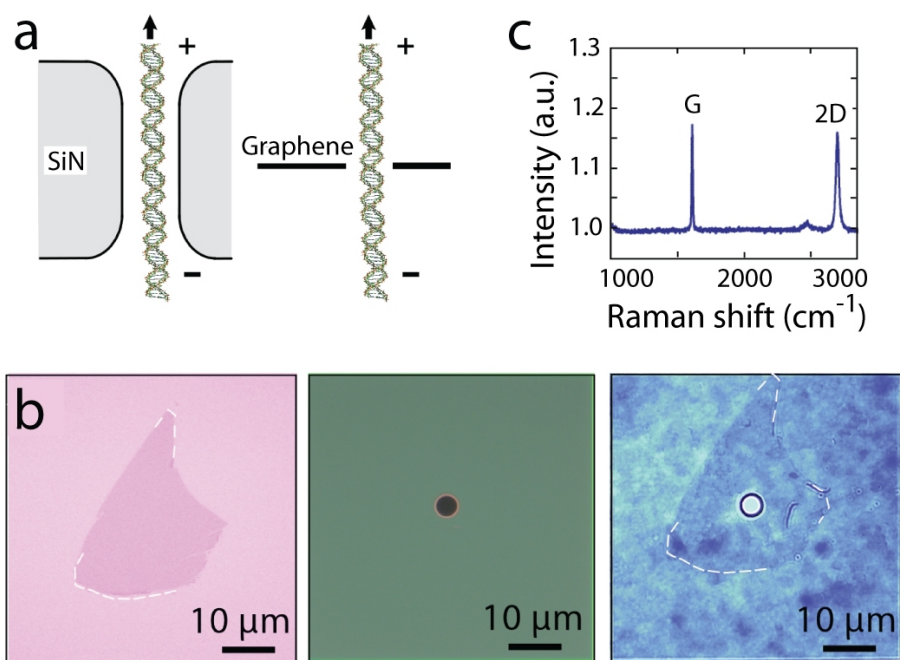 a
+
+
SiN
Graphene
-
-
c
1.3
1.2
1.1
1.0
Intensity (a.u.)
G
2D
1000
2000
3000
Raman shift (cm-1)
b
10 µm
10 µm
10 µm